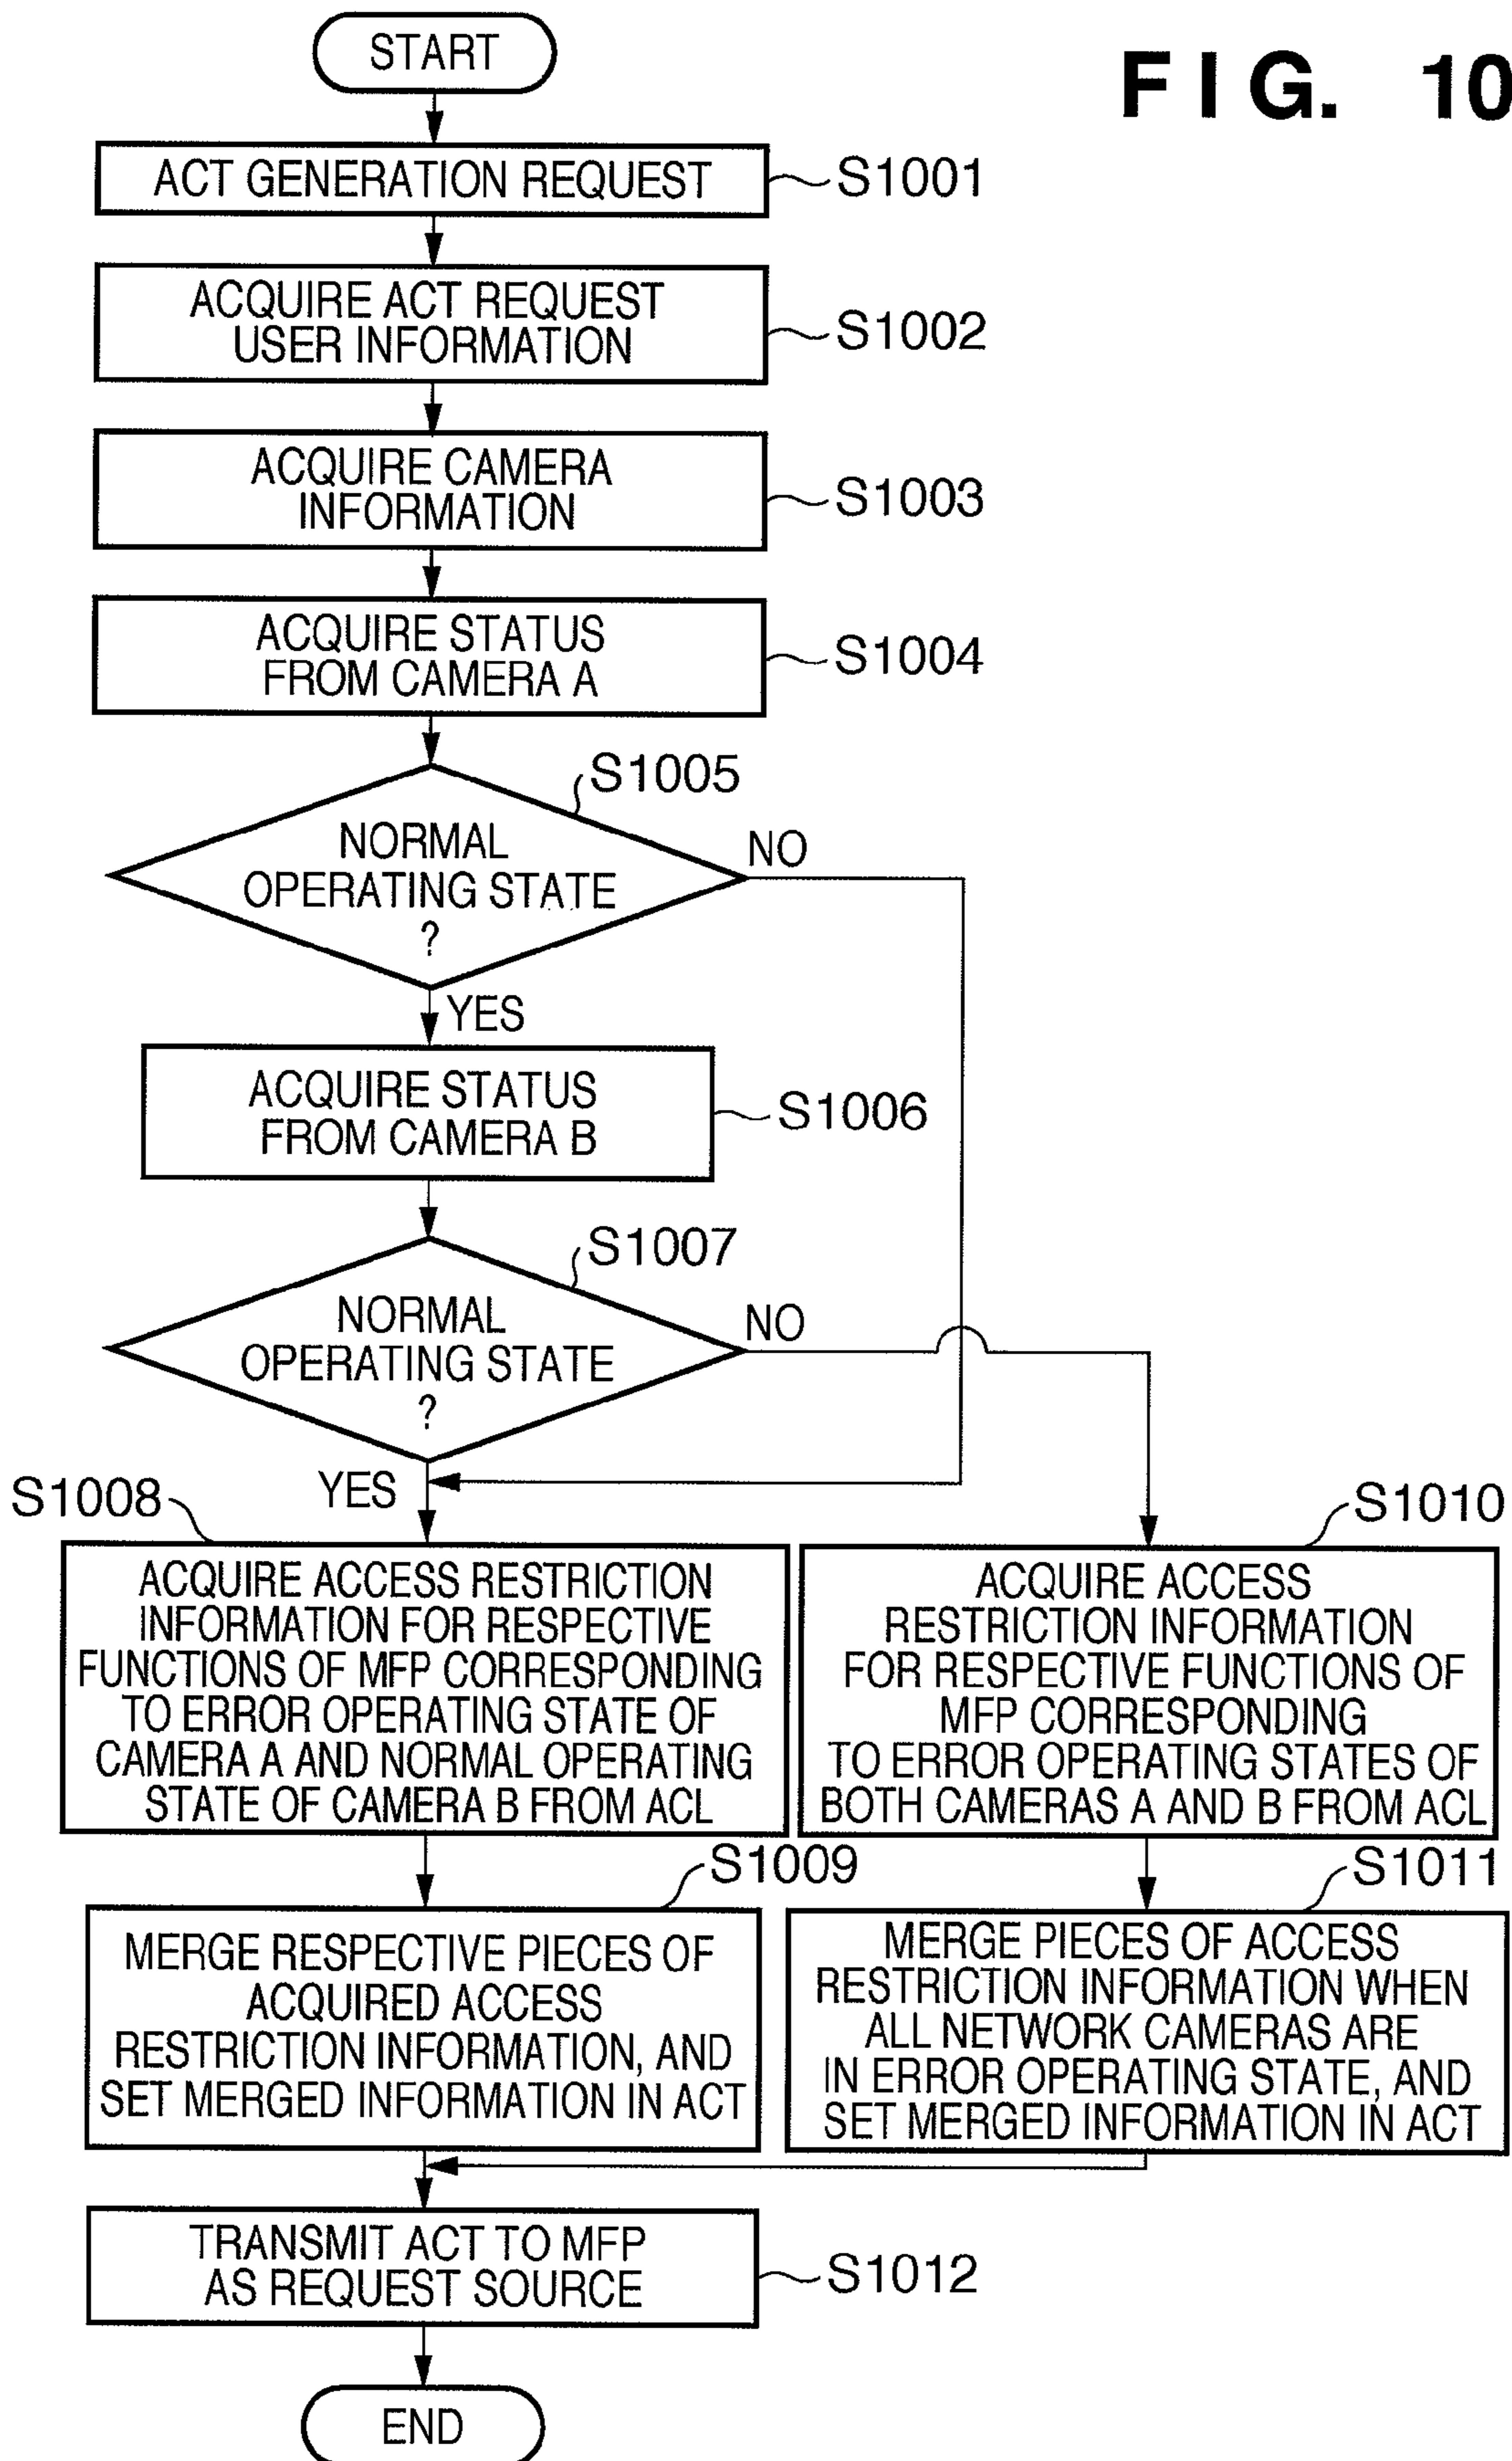 FIG. 10
START
ACT GENERATION REQUEST
S1001
ACQUIRE ACT REQUEST
USER INFORMATION
S1002
ACQUIRE CAMERA
INFORMATION
S1003
ACQUIRE STATUS
FROM CAMERA A
S1004
S1005
NORMAL
OPERATING STATE
?
NO
YES
ACQUIRE STATUS
FROM CAMERA B
S1006
S1007
NORMAL
OPERATING STATE
?
NO
YES
S1008
ACQUIRE ACCESS RESTRICTION
INFORMATION FOR RESPECTIVE
FUNCTIONS OF MFP CORRESPONDING
TO ERROR OPERATING STATE OF
CAMERA A AND NORMAL OPERATING
STATE OF CAMERA B FROM ACL
S1010
ACQUIRE ACCESS
RESTRICTION INFORMATION
FOR RESPECTIVE FUNCTIONS OF
MFP CORRESPONDING
TO ERROR OPERATING STATES OF
BOTH CAMERAS A AND B FROM ACL
S1009
MERGE RESPECTIVE PIECES OF
ACQUIRED ACCESS
RESTRICTION INFORMATION, AND
SET MERGED INFORMATION IN ACT
S1011
MERGE PIECES OF ACCESS
RESTRICTION INFORMATION WHEN
ALL NETWORK CAMERAS ARE
IN ERROR OPERATING STATE, AND
SET MERGED INFORMATION IN ACT
TRANSMIT ACT TO MFP
AS REQUEST SOURCE
S1012
END